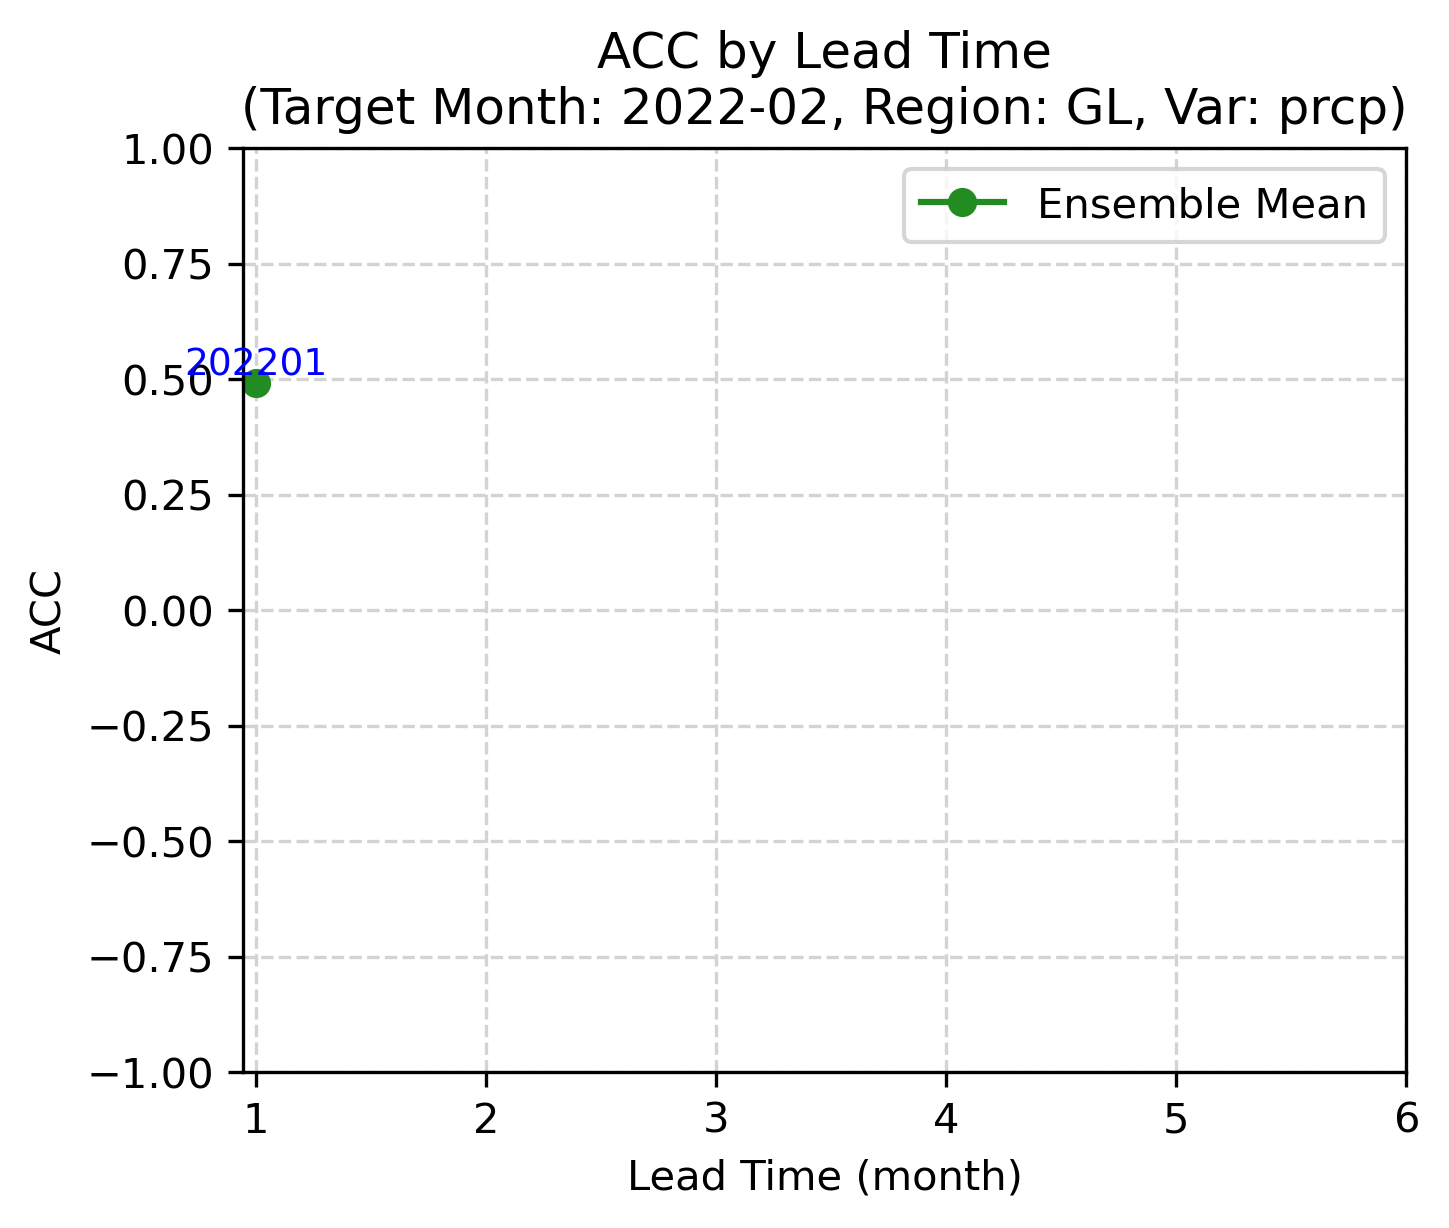 ACC by Lead Time
(Target Month: 2022-02, Region: GL, Var: prcp)
1.00
Ensemble Mean
0.75
202201
0.50
0.25
0.00
ACC
−0.25
−0.50
−0.75
−1.00
1 2 3 4 5 6
Lead Time (month)